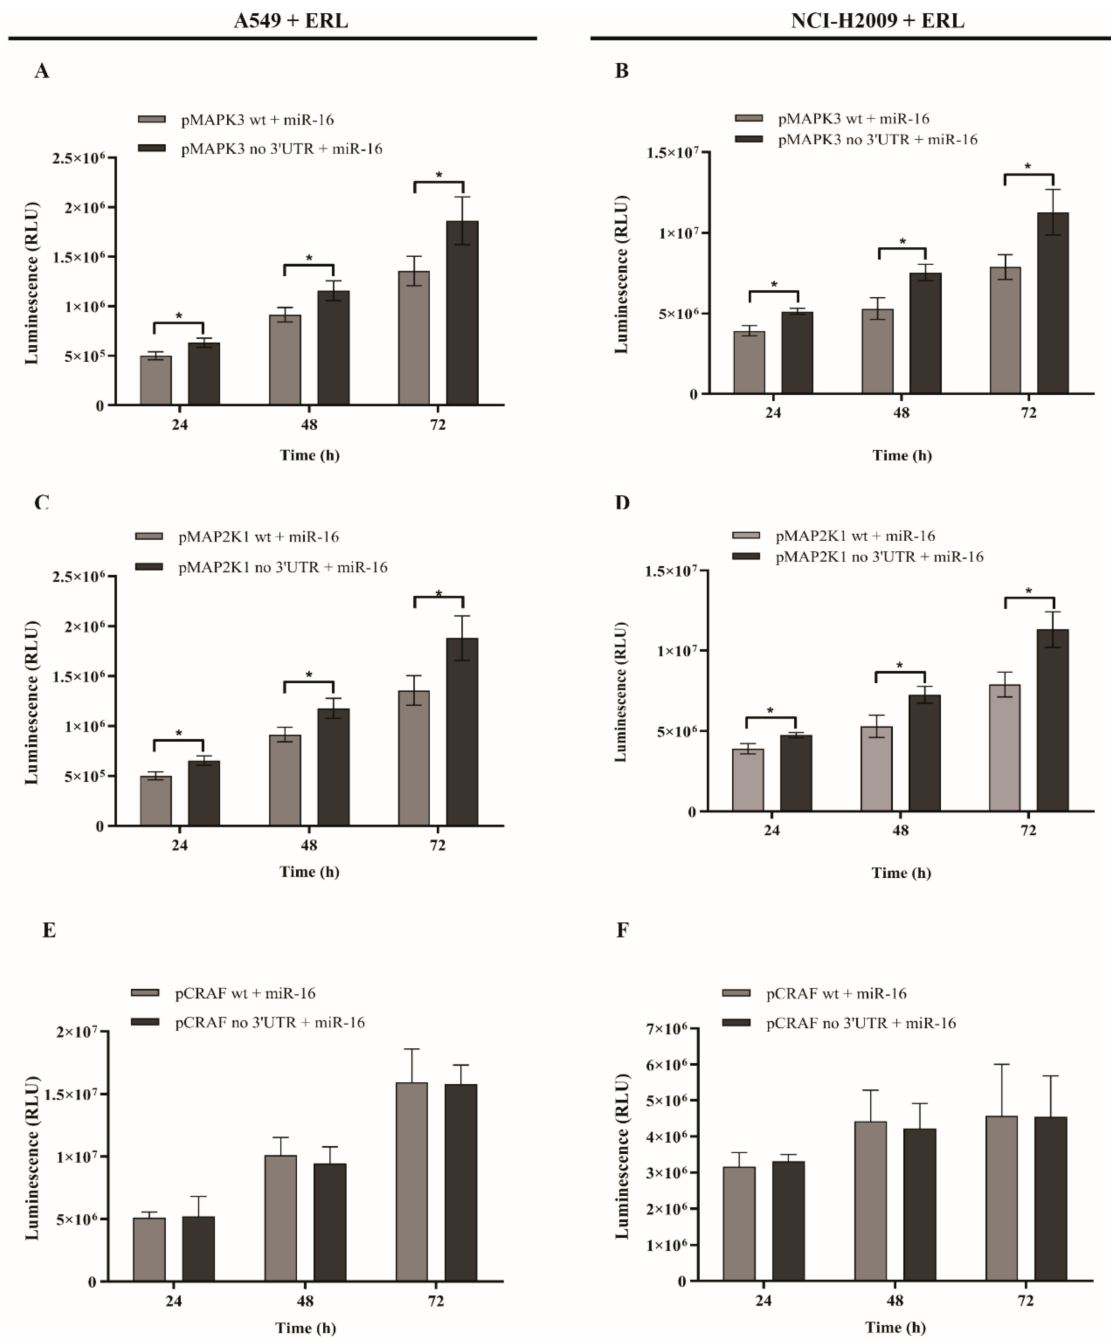 A549 + ERL
NCI-H2009 + ERL
A
pMAPK3 wt + miR-16
pMAPK3 no 3'UTR + miR-16
Luminescence (RLU)
2.5×10⁶
2×10⁶
1.5×10⁶
1×10⁶
5×10⁵
0
*
*
*
24
48
72
Time (h)
B
pMAPK3 wt + miR-16
pMAPK3 no 3'UTR + miR-16
Luminescence (RLU)
1.5×10⁷
1×10⁷
5×10⁶
0
*
*
*
24
48
72
Time (h)
C
pMAP2K1 wt + miR-16
pMAP2K1 no 3'UTR + miR-16
Luminescence (RLU)
2.5×10⁶
2×10⁶
1.5×10⁶
1×10⁶
5×10⁵
0
*
*
*
24
48
72
Time (h)
D
pMAP2K1 wt + miR-16
pMAP2K1 no 3'UTR + miR-16
Luminescence (RLU)
1.5×10⁷
1×10⁷
5×10⁶
0
*
*
*
24
48
72
Time (h)
E
pCRAF wt + miR-16
pCRAF no 3'UTR + miR-16
Luminescence (RLU)
2×10⁷
1.5×10⁷
1×10⁷
5×10⁶
0
24
48
72
Time (h)
F
pCRAF wt + miR-16
pCRAF no 3'UTR + miR-16
Luminescence (RLU)
7×10⁶
6×10⁶
5×10⁶
4×10⁶
3×10⁶
2×10⁶
1×10⁶
0
24
48
72
Time (h)